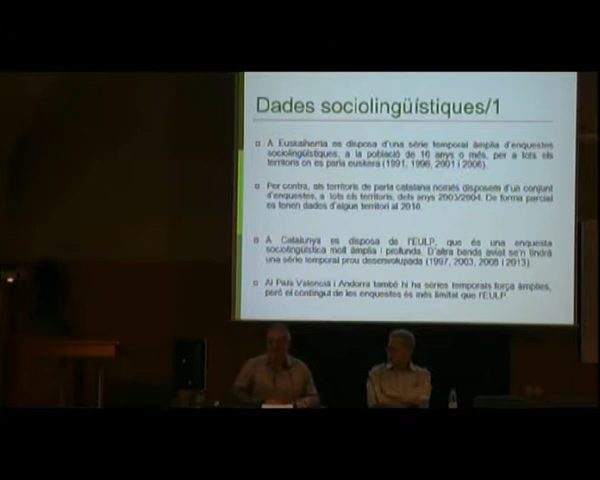 Dades sociolingüístiques/1
A Euskalherria es disposa d'una sèrie temporal àmplia d'enquestes
sociolingüístiques, a la població de 16 anys o més, per a tots els
territoris on es parla euskera (1991, 1996, 2001 i 2006).
Per contra, als territoris de parla catalana només disposem d'un conjunt
d'enquestes, a tots els territoris, dels anys 2003/2004. De forma parcial
es tenen dades d'algun territori al 2010.
A Catalunya es disposa de l'EULP, que és una enquesta
sociolingüística molt àmplia i profunda. D'altra banda aviat se'n tindrà
una sèrie temporal prou desenvolupada (1997, 2003, 2008 i 2013).
Al País Valencià i Andorra també hi ha sèries temporals força àmplies,
però el contingut de les enquestes és més limitat que l'EULP.